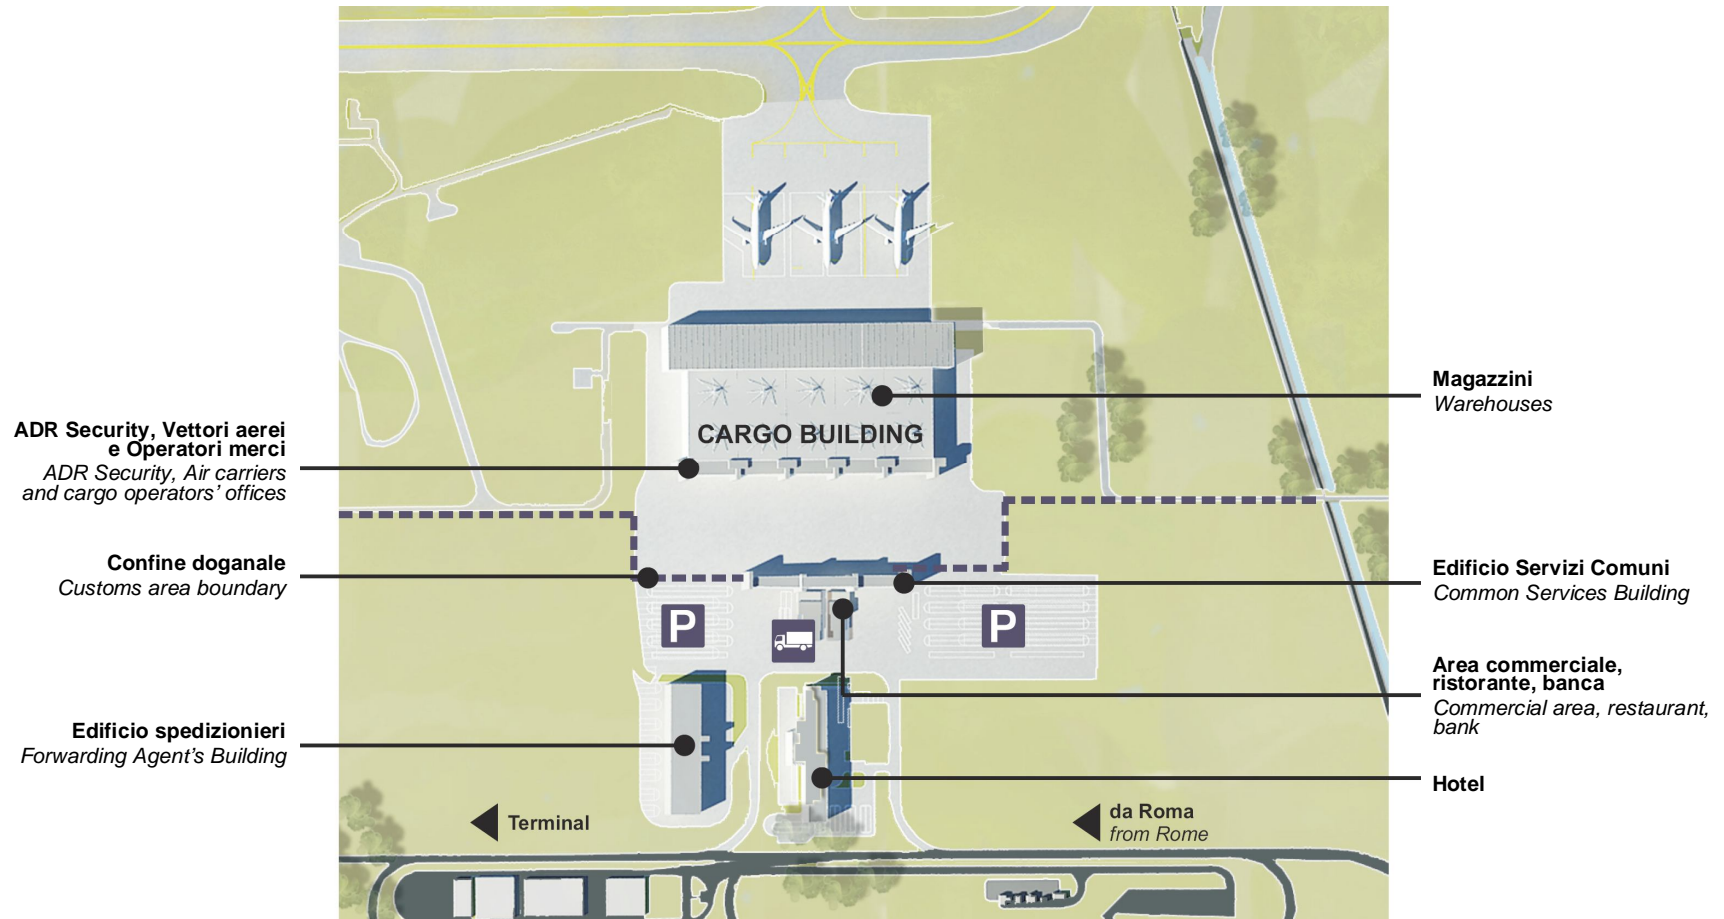 ADR Security, Vettori aerei
e Operatori merci
ADR Security, Air carriers
and cargo operators’ offices
Confine doganale
Customs area boundary
Edificio spedizionieri
Forwarding Agent’s Building
CARGO BUILDING
P
P
Terminal
da Roma
from Rome
Magazzini
Warehouses
Edificio Servizi Comuni
Common Services Building
Area commerciale,
ristorante, banca
Commercial area, restaurant,
bank
Hotel